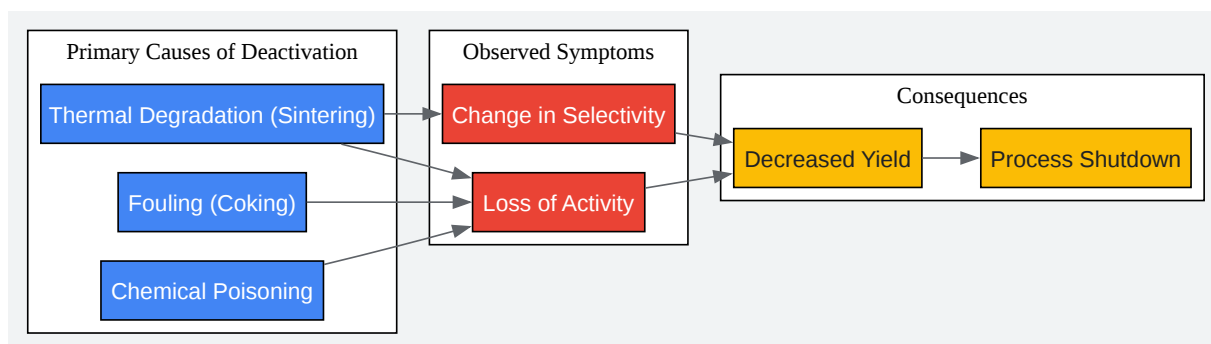 Primary Causes of Deactivation
Thermal Degradation (Sintering)
Fouling (Coking)
Chemical Poisoning
Observed Symptoms
Change in Selectivity
Loss of Activity
Consequences
Decreased Yield
Process Shutdown